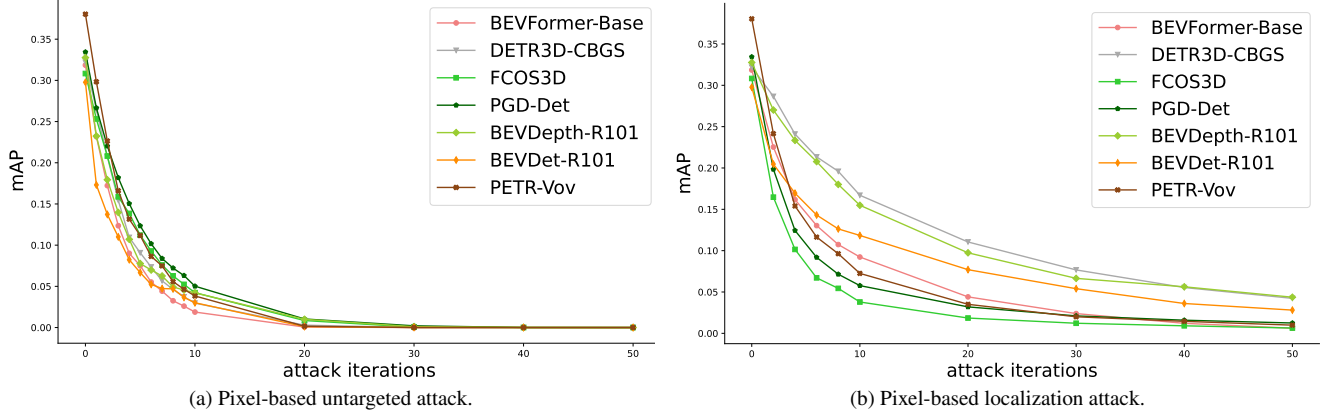 mAP
0.35
0.30
0.25
0.20
0.15
0.10
0.05
0.00
0 10 20 30 40 50
attack iterations
BEVFormer-Base
DETR3D-CBGS
FCOS3D
PGD-Det
BEVDepth-R101
BEVDet-R101
PETR-Vov
(a) Pixel-based untargeted attack.
mAP
0.35
0.30
0.25
0.20
0.15
0.10
0.05
0.00
0 10 20 30 40 50
attack iterations
BEVFormer-Base
DETR3D-CBGS
FCOS3D
PGD-Det
BEVDepth-R101
BEVDet-R101
PETR-Vov
(b) Pixel-based localization attack.